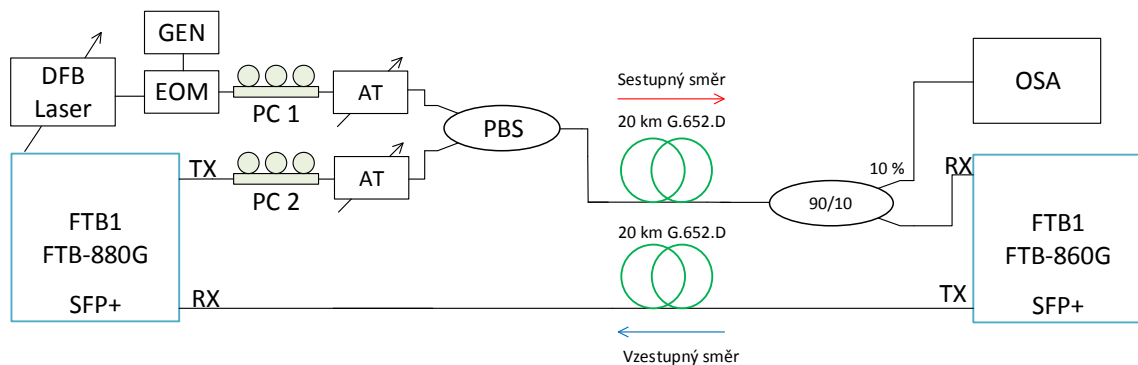 GEN
DFB
Laser
EOM
PC 1
AT
PBS
Sestupný směr
20 km G.652.D
OSA
10 %
90/10
TX
PC 2
AT
RX
FTB1
FTB-880G
SFP+
RX
20 km G.652.D
Vzestupný směr
FTB1
FTB-860G
TX
SFP+